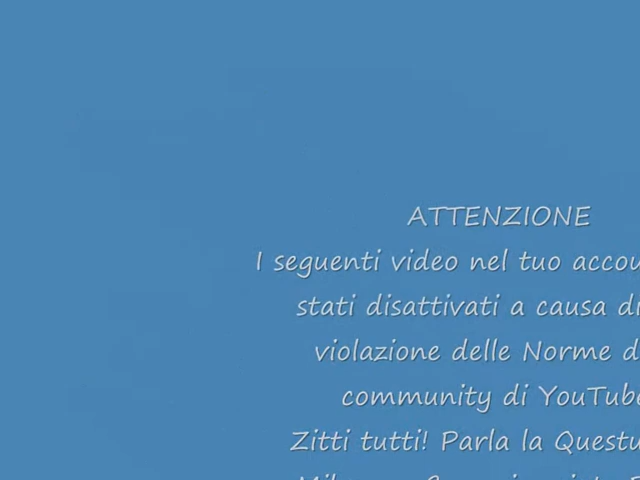 ATTENZIONE
I seguenti video nel tuo accou
stati disattivati a causa di
violazione delle Norme d
community di YouTube
Zitti tutti! Parla la Questu